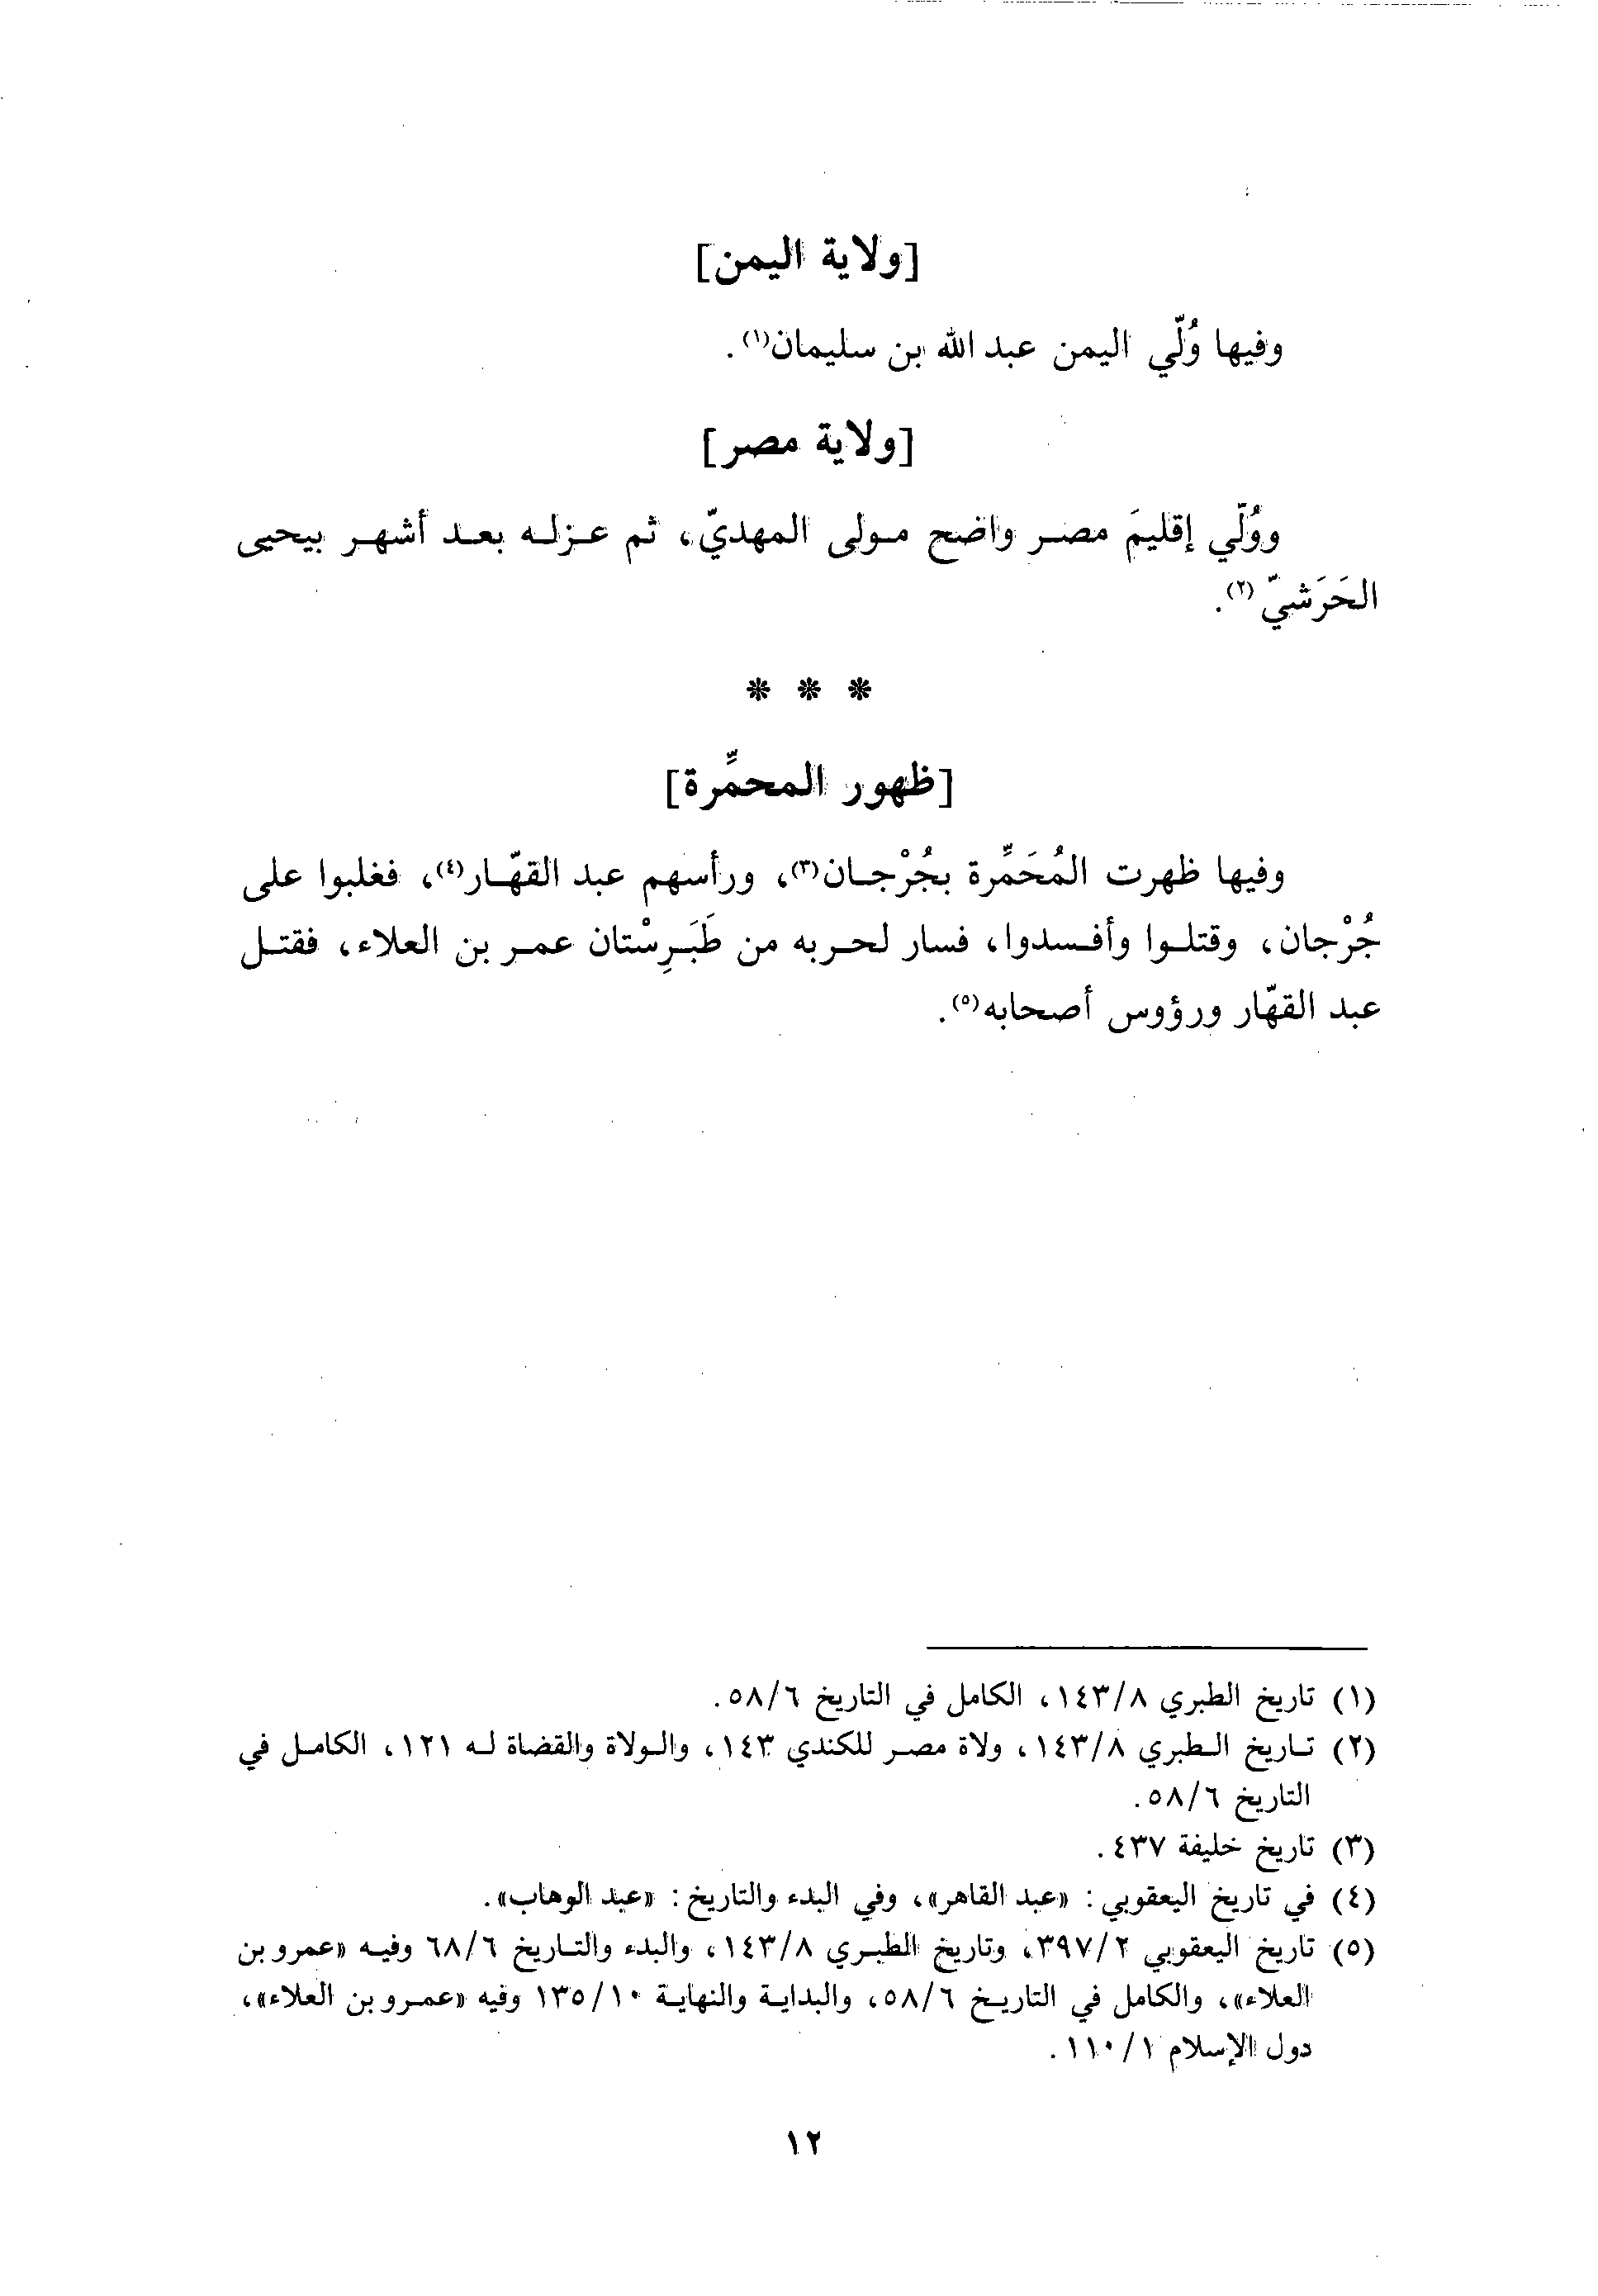 [ولاية اليمن]
وفيها وُلّي اليمن عبد الله بن سليمان(١).
[ولاية مصر]
ووُلّي إقليمَ مصر واضح مولى المهديّ، ثم عزله بعد أشهر بيحيى
الحَرَشيّ(٢).
* * *
[ظهور المحمِّرة]
وفيها ظهرت المُحَمِّرة بجُرْجان(٣)، ورأسهم عبد القهّار(٤)، فغلبوا على
جُرْجان، وقتلوا وأفسدوا، فسار لحربه من طَبَرِسْتان عمر بن العلاء، فقتل
عبد القهّار ورؤوس أصحابه(٥).
(١) تاريخ الطبري ١٤٣/٨، الكامل في التاريخ ٥٨/٦.
(٢) تاريخ الطبري ١٤٣/٨، ولاة مصر للكندي ١٤٣، والولاة والقضاة له ١٢١، الكامل في
التاريخ ٥٨/٦.
(٣) تاريخ خليفة ٤٣٧.
(٤) في تاريخ اليعقوبي: «عبد القاهر»، وفي البدء والتاريخ: «عبد الوهاب».
(٥) تاريخ اليعقوبي ٣٩٧/٢، وتاريخ الطبري ١٤٣/٨، والبدء والتاريخ ٦٨/٦ وفيه «عمرو بن
العلاء»، والكامل في التاريخ ٥٨/٦، والبداية والنهاية ١٣٥/١٠ وفيه «عمرو بن العلاء»،
دول الإسلام ١١٠/١.
١٢